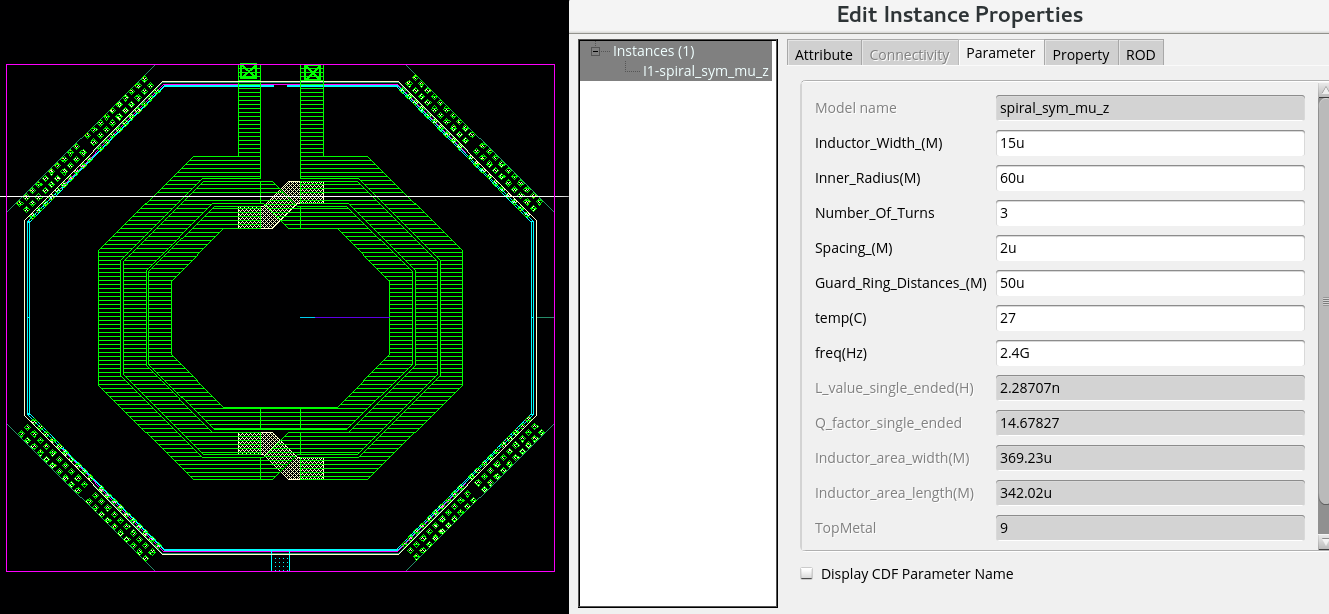 Edit Instance Properties
Instances (1)
I1-spiral_sym_mu_z
Attribute Connectivity Parameter Property ROD
Model name spiral_sym_mu_z
Inductor_Width_(M) 15u
Inner_Radius(M) 60u
Number_Of_Turns 3
Spacing_(M) 2u
Guard_Ring_Distances_(M) 50u
temp(C) 27
freq(Hz) 2.4G
L_value_single_ended(H) 2.28707n
Q_factor_single_ended 14.67827
Inductor_area_width(M) 369.23u
Inductor_area_length(M) 342.02u
TopMetal 9
Display CDF Parameter Name